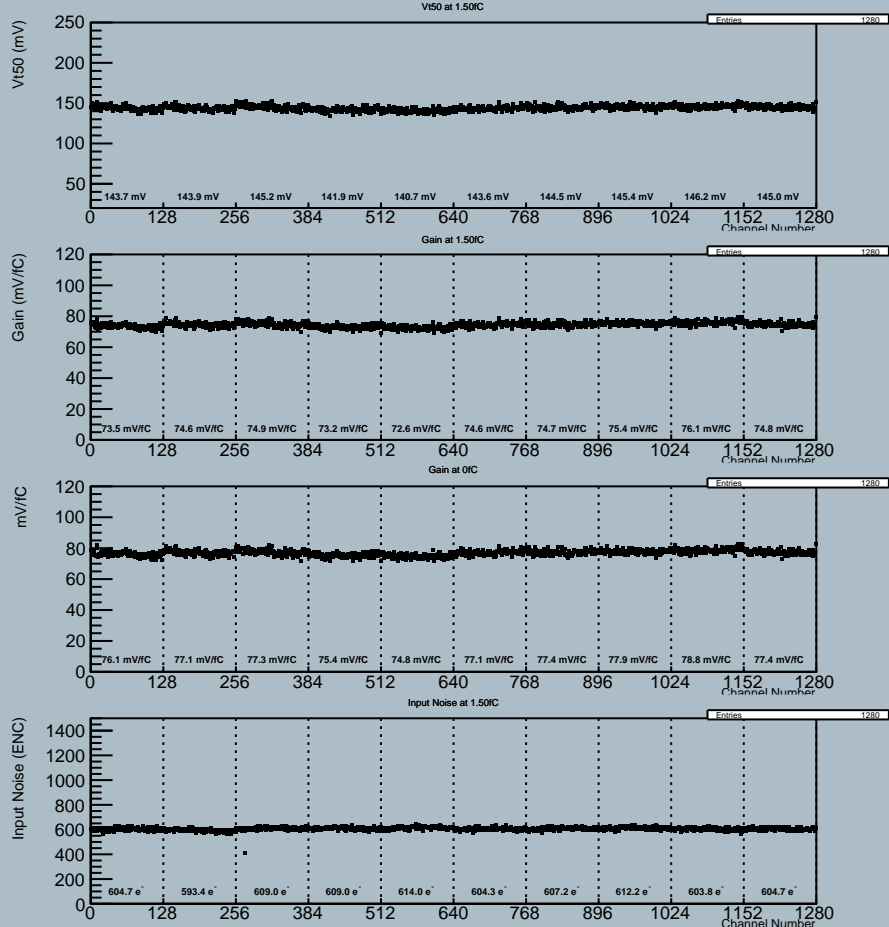 Vt50 at 1.50fC
Entries 1280
Vt50 (mV)
250
200
150
100
50
143.7 mV 143.9 mV 145.2 mV 141.9 mV 140.7 mV 143.6 mV 144.5 mV 145.4 mV 146.2 mV 145.0 mV
0 128 256 384 512 640 768 896 1024 1152 1280
Channel Number
Gain at 1.50fC
Entries 1280
Gain (mV/fC)
120
100
80
60
40
20
0
73.5 mV/fC 74.6 mV/fC 74.9 mV/fC 73.2 mV/fC 72.6 mV/fC 74.6 mV/fC 74.7 mV/fC 75.4 mV/fC 76.1 mV/fC 74.8 mV/fC
0 128 256 384 512 640 768 896 1024 1152 1280
Channel Number
Gain at 0fC
Entries 1280
mV/fC
120
100
80
60
40
20
0
76.1 mV/fC 77.1 mV/fC 77.3 mV/fC 75.4 mV/fC 74.8 mV/fC 77.1 mV/fC 77.4 mV/fC 77.9 mV/fC 78.8 mV/fC 77.4 mV/fC
0 128 256 384 512 640 768 896 1024 1152 1280
Channel Number
Input Noise at 1.50fC
Entries 1280
Input Noise (ENC)
1400
1200
1000
800
600
400
200
0
604.7 e⁻ 593.4 e⁻ 609.0 e⁻ 609.0 e⁻ 614.0 e⁻ 604.3 e⁻ 607.2 e⁻ 612.2 e⁻ 603.8 e⁻ 604.7 e⁻
0 128 256 384 512 640 768 896 1024 1152 1280
Channel Number